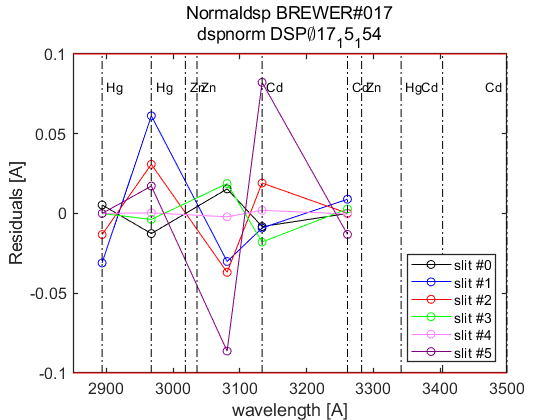 Normaldsp BREWER#017
dspnorm DSP∅17₁5₁54
0.1
0.05
0
-0.05
-0.1
Residuals [A]
Hg Hg Zn Zn Cd Cd Zn Hg Cd Cd
slit #0
slit #1
slit #2
slit #3
slit #4
slit #5
2900 3000 3100 3200 3300 3400 3500
wavelength [A]